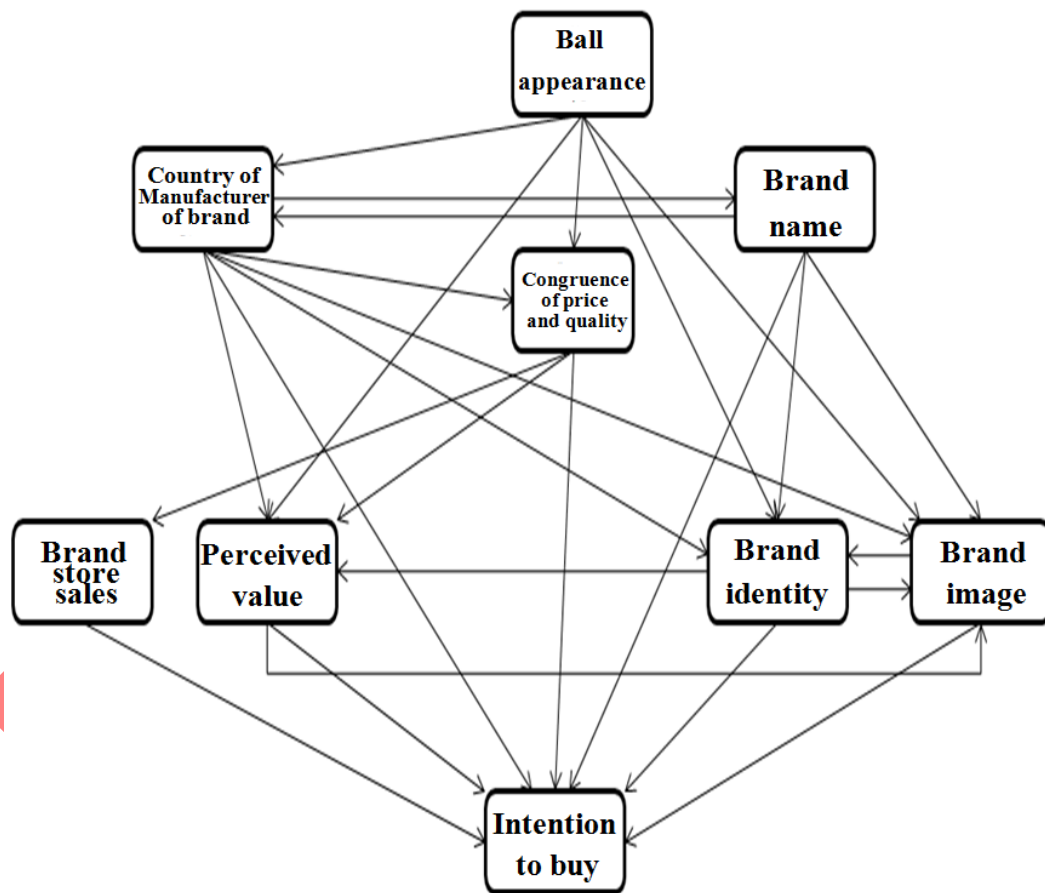 Ball
appearance
Country of
Manufacturer
of brand
Brand
name
Congruence
of price
and quality
Brand
store
sales
Perceived
value
Brand
identity
Brand
image
Intention
to buy